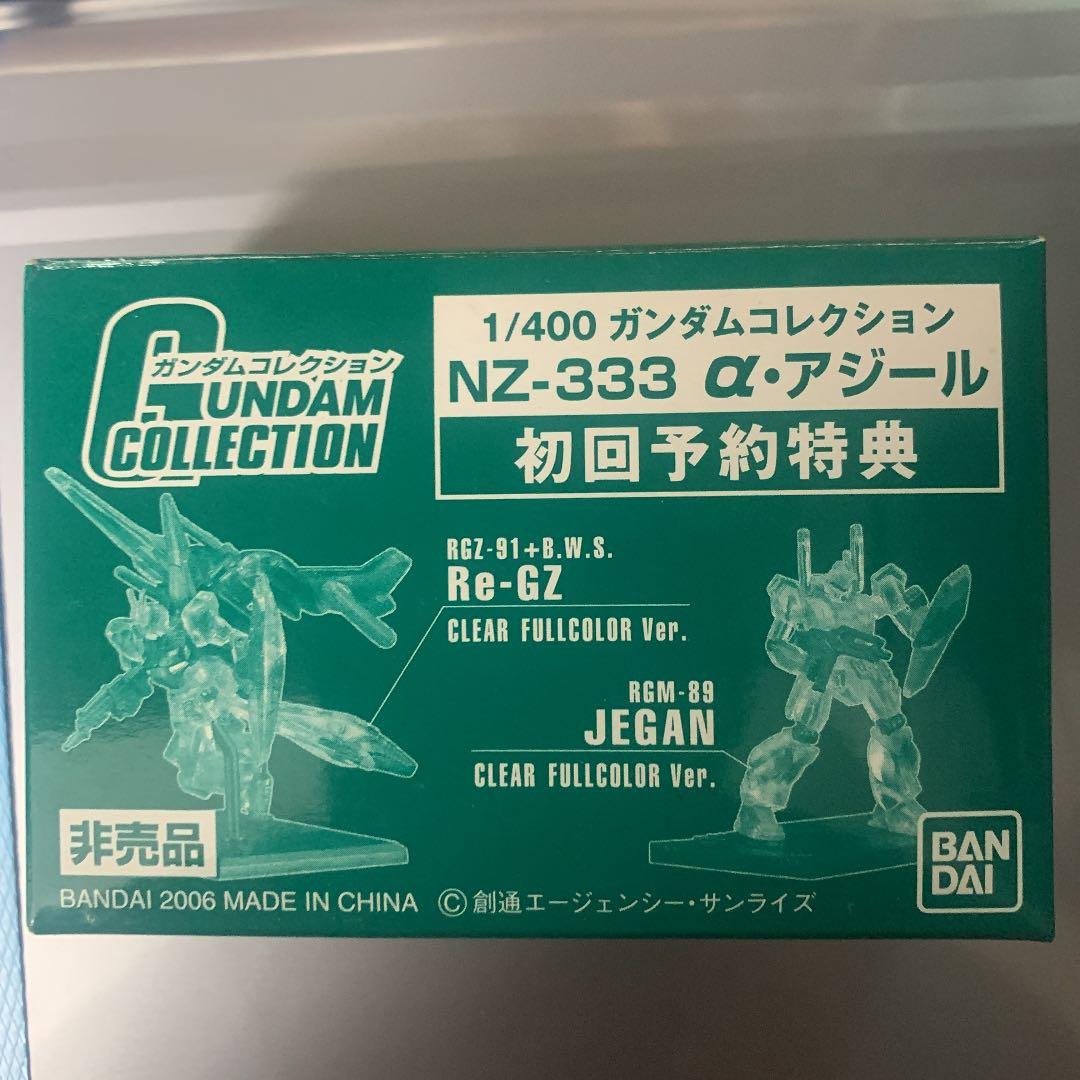 ガンダムコレクション
GUNDAM
COLLECTION
1/400 ガンダムコレクション
NZ-333 α・アジール
初回予約特典
RGZ-91+B.W.S.
Re-GZ
CLEAR FULLCOLOR Ver.
RGM-89
JEGAN
CLEAR FULLCOLOR Ver.
非売品
BANDAI 2006 MADE IN CHINA ©創通エージェンシー・サンライズ
BAN
DAI